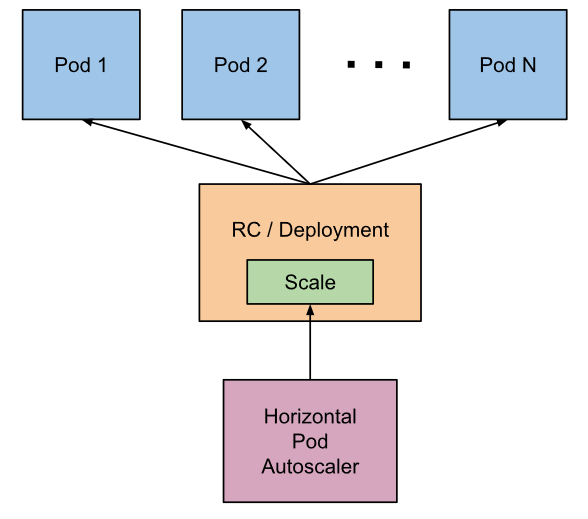 Pod 1
Pod 2
. . .
Pod N
RC / Deployment
Scale
Horizontal
Pod
Autoscaler